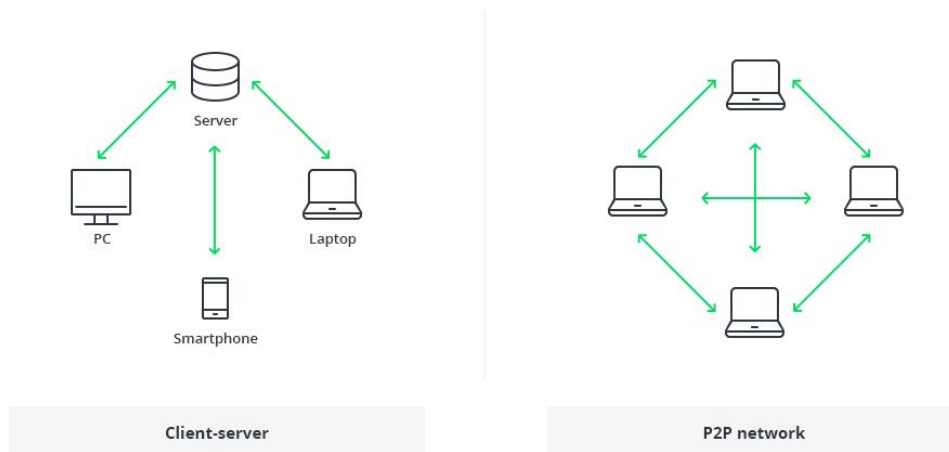 Server
PC
Laptop
Smartphone
Client-server
P2P network